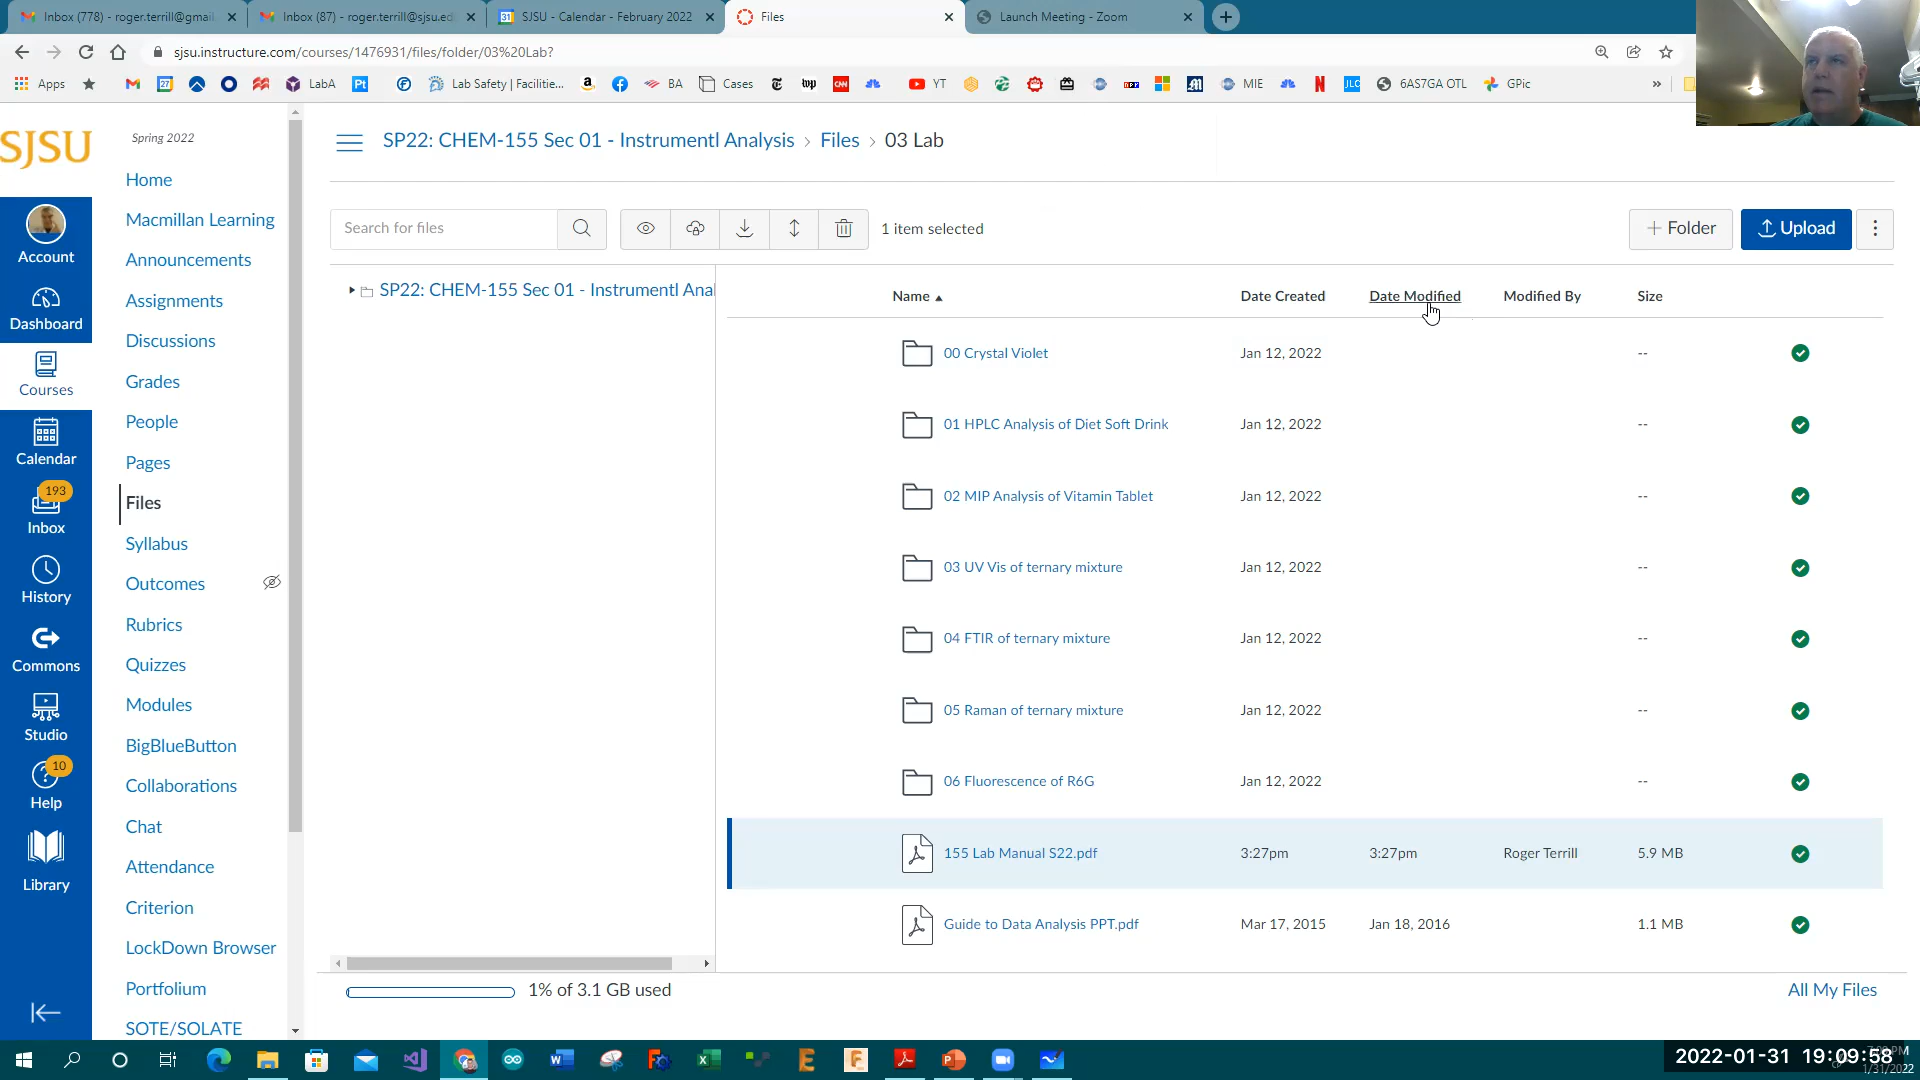 Inbox (778) - roger.terrill@gmail
Inbox (87) - roger.terrill@sjsu.ed
SJSU - Calendar - February 2022
Files
Launch Meeting - Zoom
sjsu.instructure.com/courses/1476931/files/folder/03%20Lab?
Apps
LabA
Lab Safety | Facilitie...
BA
Cases
YT
MIE
6AS7GA OTL
GPic
SJSU
Account
Dashboard
Courses
Calendar
193
Inbox
History
Commons
Studio
10
Help
Library
Spring 2022
Home
Macmillan Learning
Announcements
Assignments
Discussions
Grades
People
Pages
Files
Syllabus
Outcomes
Rubrics
Quizzes
Modules
BigBlueButton
Collaborations
Chat
Attendance
Criterion
LockDown Browser
Portfolium
SOTE/SOLATE
SP22: CHEM-155 Sec 01 - Instrumentl Analysis › Files › 03 Lab
Search for files
1 item selected
+ Folder
Upload
SP22: CHEM-155 Sec 01 - Instrumentl Anal
Name Date Created Date Modified Modified By Size
00 Crystal Violet Jan 12, 2022 --
01 HPLC Analysis of Diet Soft Drink Jan 12, 2022 --
02 MIP Analysis of Vitamin Tablet Jan 12, 2022 --
03 UV Vis of ternary mixture Jan 12, 2022 --
04 FTIR of ternary mixture Jan 12, 2022 --
05 Raman of ternary mixture Jan 12, 2022 --
06 Fluorescence of R6G Jan 12, 2022 --
155 Lab Manual S22.pdf 3:27pm 3:27pm Roger Terrill 5.9 MB
Guide to Data Analysis PPT.pdf Mar 17, 2015 Jan 18, 2016 1.1 MB
1% of 3.1 GB used
All My Files
2022-01-31 19:09:58
1/31/2022